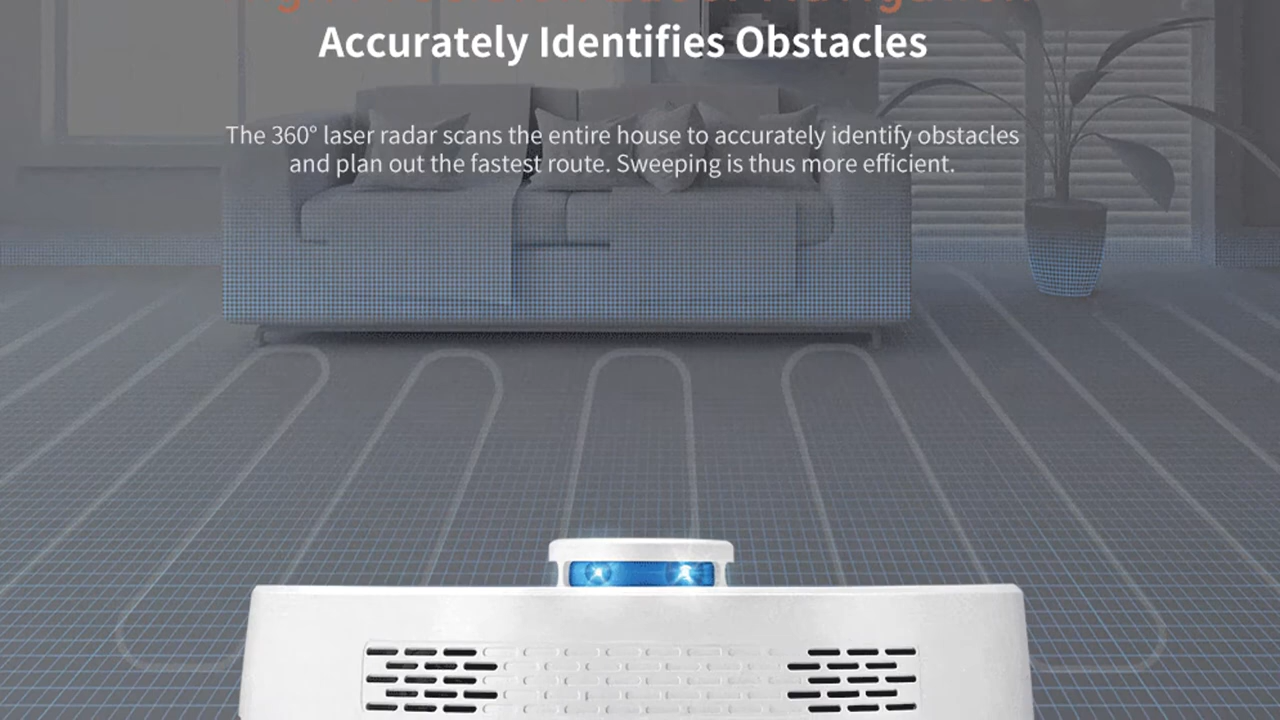 Accurately Identifies Obstacles
The 360° laser radar scans the entire house to accurately identify obstacles
and plan out the fastest route. Sweeping is thus more efficient.